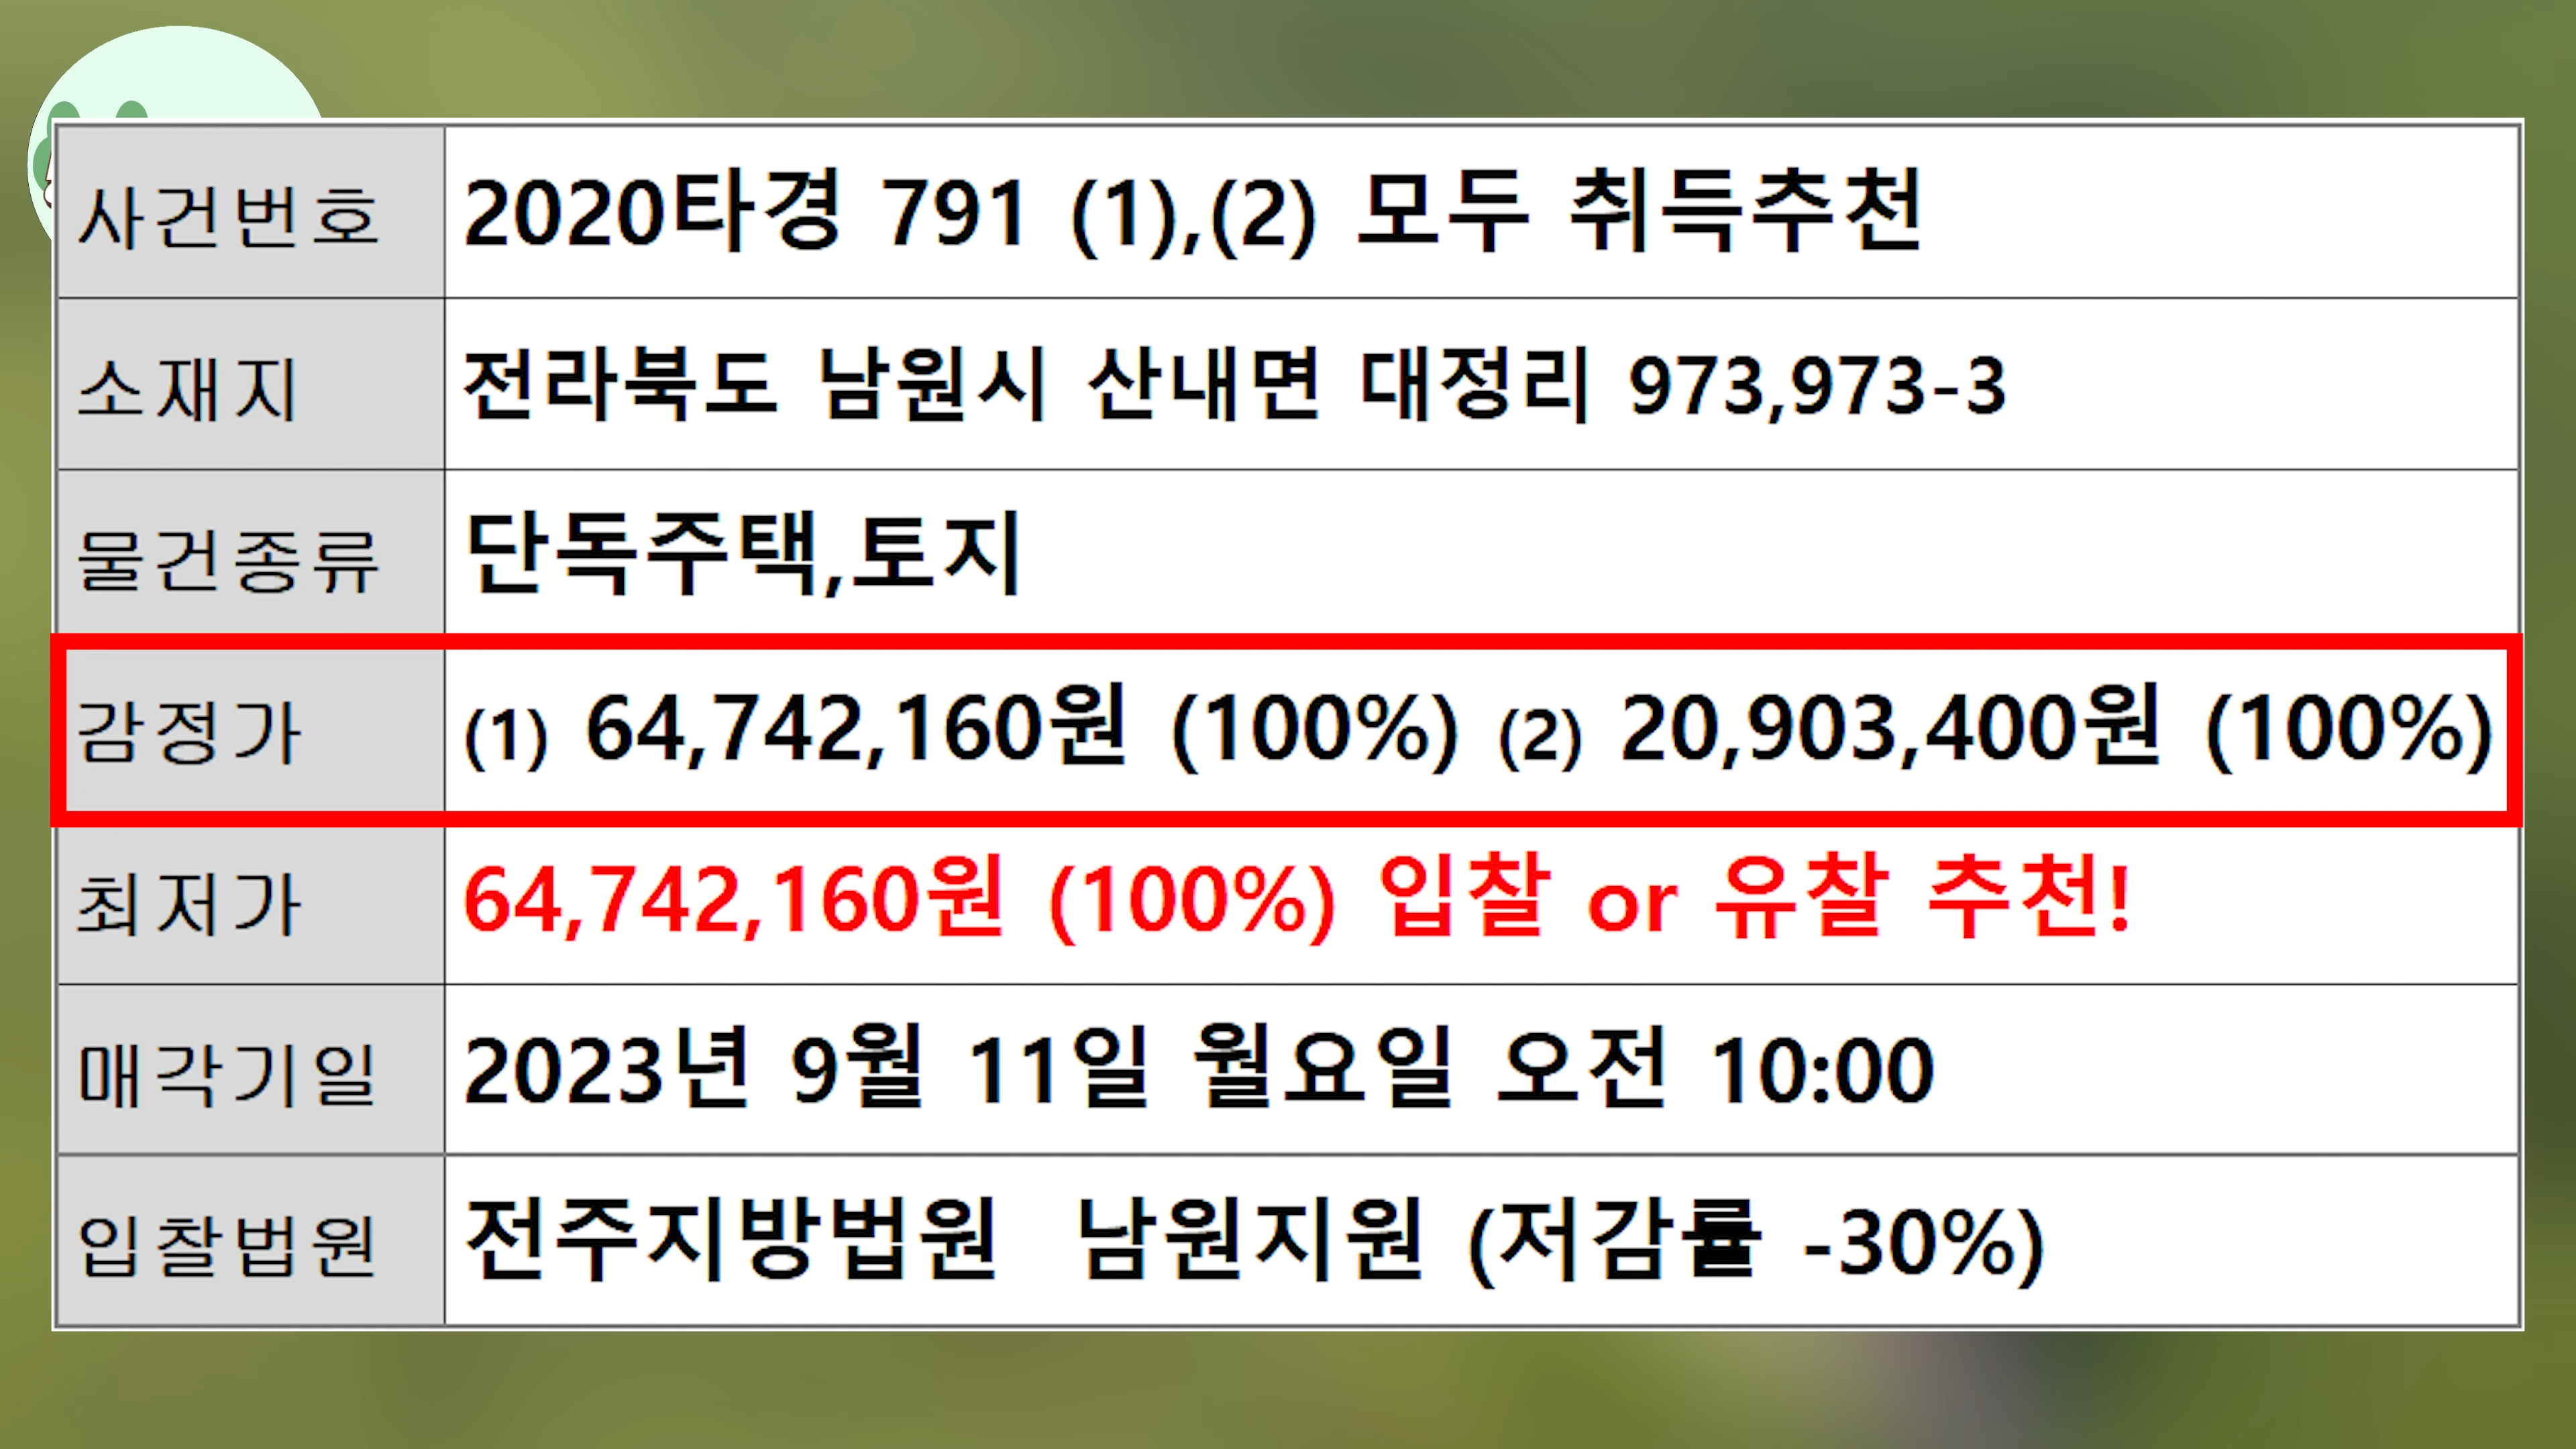 사건번호 2020타경 791 (1),(2) 모두 취득추천
소재지 전라북도 남원시 산내면 대정리 973,973-3
물건종류 단독주택,토지
감정가 (1) 64,742,160원 (100%) (2) 20,903,400원 (100%)
최저가 64,742,160원 (100%) 입찰 or 유찰 추천!
매각기일 2023년 9월 11일 월요일 오전 10:00
입찰법원 전주지방법원 남원지원 (저감률 -30%)